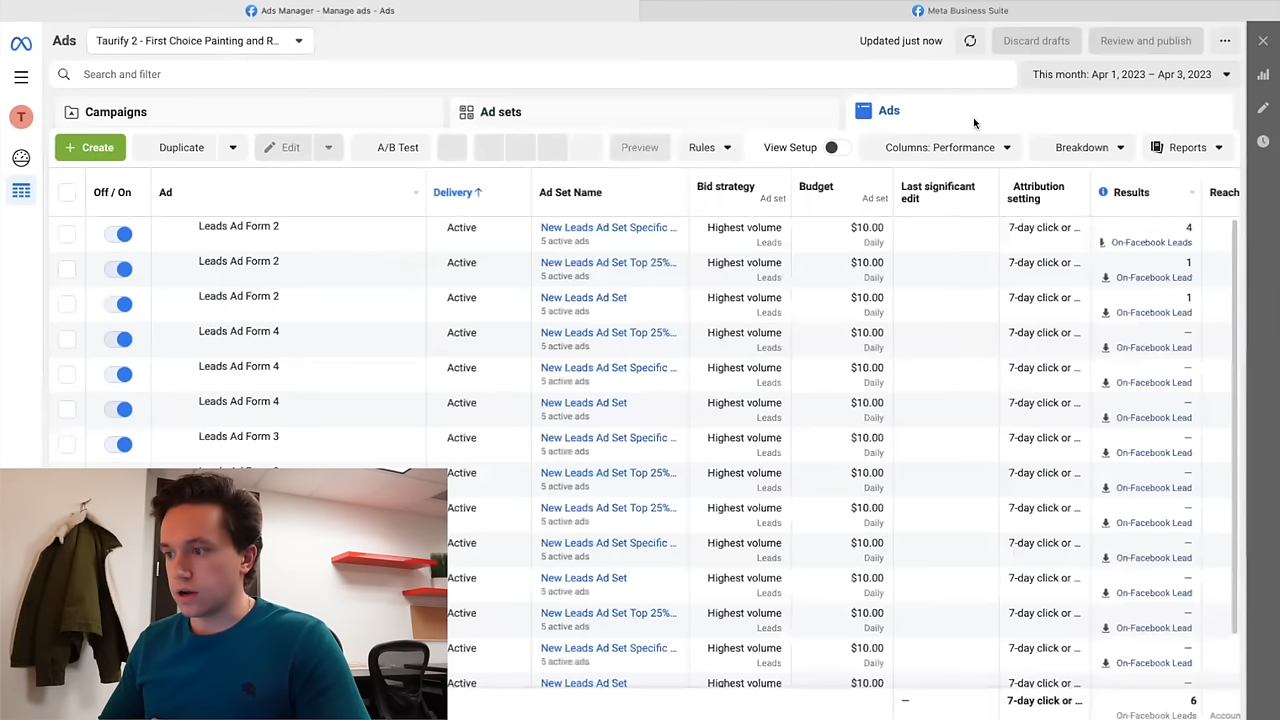 Ads Manager - Manage ads - Ads
Meta Business Suite
Ads
Taurify 2 - First Choice Painting and R...
Updated just now
Discard drafts
Review and publish
Search and filter
This month: Apr 1, 2023 – Apr 3, 2023
T
Campaigns
Ad sets
Ads
+ Create
Duplicate
Edit
A/B Test
Preview
Rules
View Setup
Columns: Performance
Breakdown
Reports
Off / On
Ad
Delivery ↑
Ad Set Name
Bid strategy
Ad set
Budget
Ad set
Last significant
edit
Attribution
setting
Results
Reach
Leads Ad Form 2 Active New Leads Ad Set Specific ... Highest volume $10.00 7-day click or ... 4
5 active ads Leads Daily On-Facebook Leads
Leads Ad Form 2 Active New Leads Ad Set Top 25%... Highest volume $10.00 7-day click or ... 1
5 active ads Leads Daily On-Facebook Lead
Leads Ad Form 2 Active New Leads Ad Set Highest volume $10.00 7-day click or ... 1
5 active ads Leads Daily On-Facebook Lead
Leads Ad Form 4 Active New Leads Ad Set Top 25%... Highest volume $10.00 7-day click or ... —
5 active ads Leads Daily On-Facebook Lead
Leads Ad Form 4 Active New Leads Ad Set Specific ... Highest volume $10.00 7-day click or ... —
5 active ads Leads Daily On-Facebook Lead
Leads Ad Form 4 Active New Leads Ad Set Highest volume $10.00 7-day click or ... —
5 active ads Leads Daily On-Facebook Lead
Leads Ad Form 3 Active New Leads Ad Set Specific ... Highest volume $10.00 7-day click or ... —
5 active ads Leads Daily On-Facebook Lead
Active New Leads Ad Set Top 25%... Highest volume $10.00 7-day click or ... —
5 active ads Leads Daily On-Facebook Lead
Active New Leads Ad Set Top 25%... Highest volume $10.00 7-day click or ... —
5 active ads Leads Daily On-Facebook Lead
Active New Leads Ad Set Specific ... Highest volume $10.00 7-day click or ... —
5 active ads Leads Daily On-Facebook Lead
Active New Leads Ad Set Highest volume $10.00 7-day click or ... —
5 active ads Leads Daily On-Facebook Lead
Active New Leads Ad Set Top 25%... Highest volume $10.00 7-day click or ... —
5 active ads Leads Daily On-Facebook Lead
Active New Leads Ad Set Specific ... Highest volume $10.00 7-day click or ... —
5 active ads Leads Daily On-Facebook Lead
Active New Leads Ad Set Highest volume $10.00 7-day click or ... —
— 7-day click or ... 6
On-Facebook Leads Accoun